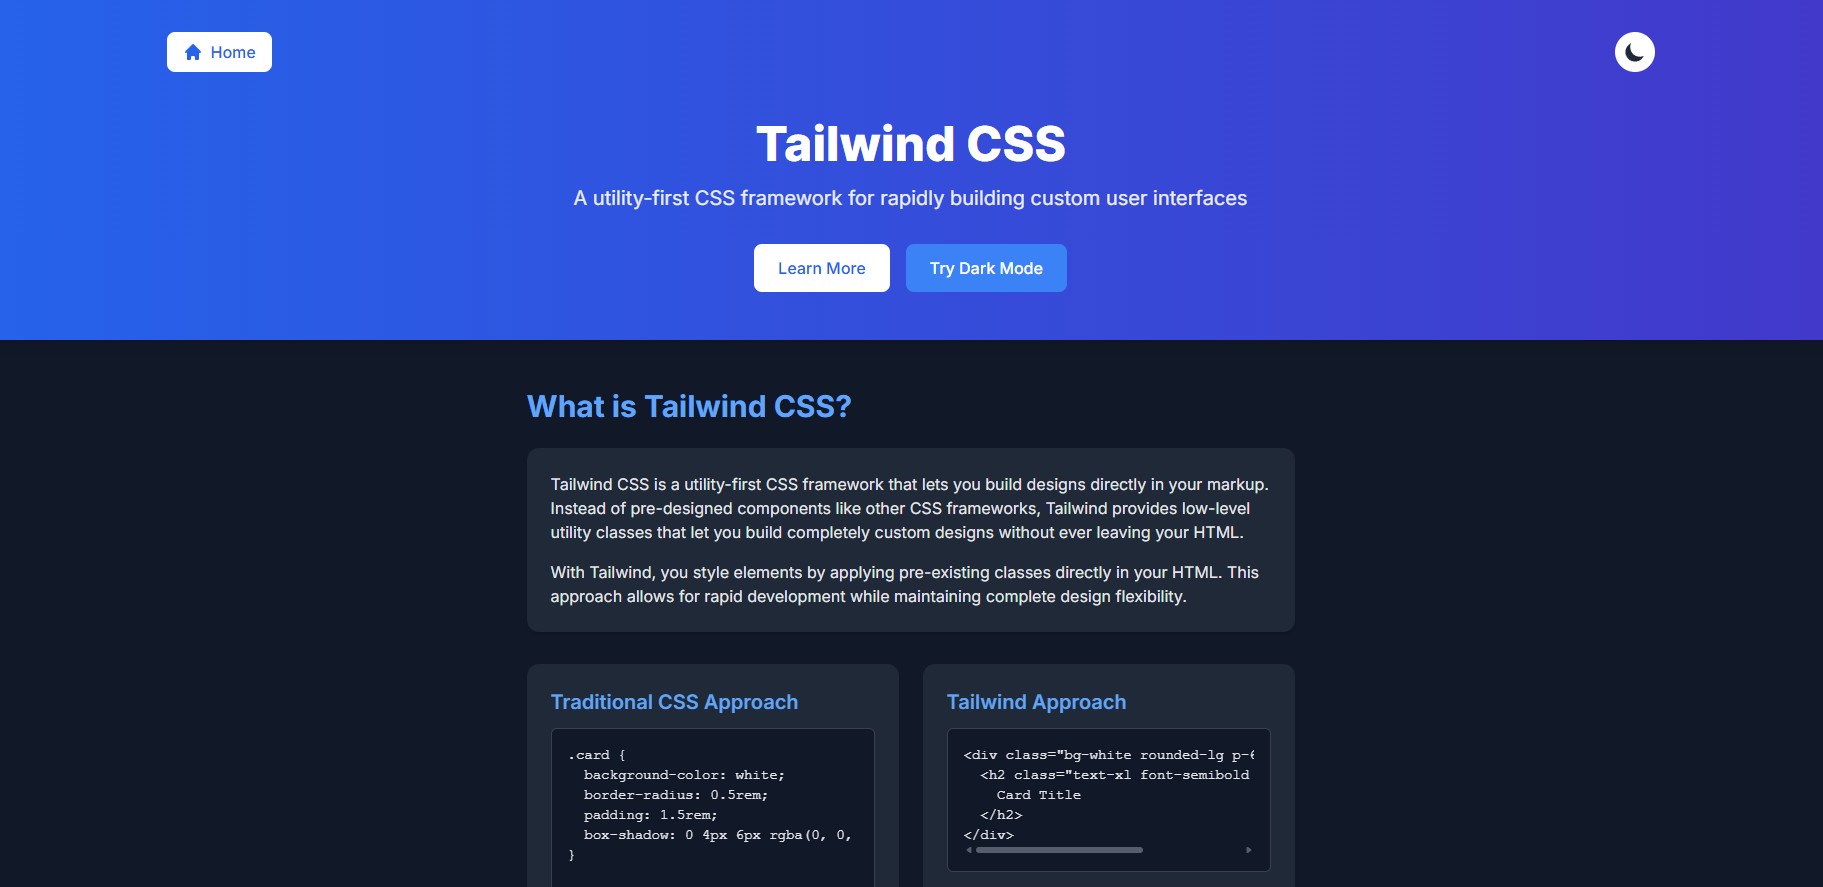 Home
Tailwind CSS
A utility-first CSS framework for rapidly building custom user interfaces
Learn More
Try Dark Mode
What is Tailwind CSS?
Tailwind CSS is a utility-first CSS framework that lets you build designs directly in your markup.
Instead of pre-designed components like other CSS frameworks, Tailwind provides low-level
utility classes that let you build completely custom designs without ever leaving your HTML.
With Tailwind, you style elements by applying pre-existing classes directly in your HTML. This
approach allows for rapid development while maintaining complete design flexibility.
Traditional CSS Approach
.card {
  background-color: white;
  border-radius: 0.5rem;
  padding: 1.5rem;
  box-shadow: 0 4px 6px rgba(0, 0,
}
Tailwind Approach
<div class="bg-white rounded-lg p-6
  <h2 class="text-xl font-semibold
    Card Title
  </h2>
</div>